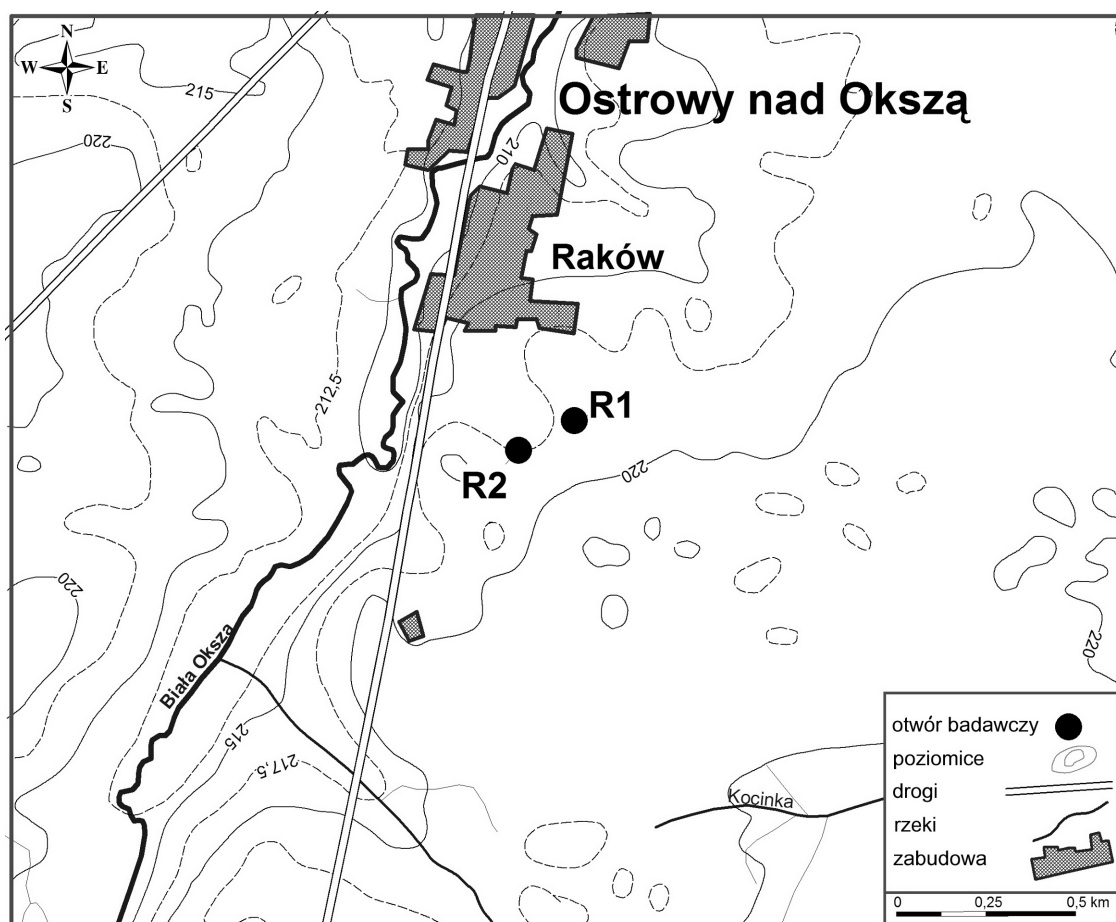 N
W E
S
215
220
Ostrowy nad Okszą
210
Raków
212,5
R1
R2
220
220
Biała Oksza
215
217,5
220
Kocinka
otwór badawczy
poziomice
drogi
rzeki
zabudowa
0 0,25 0,5 km